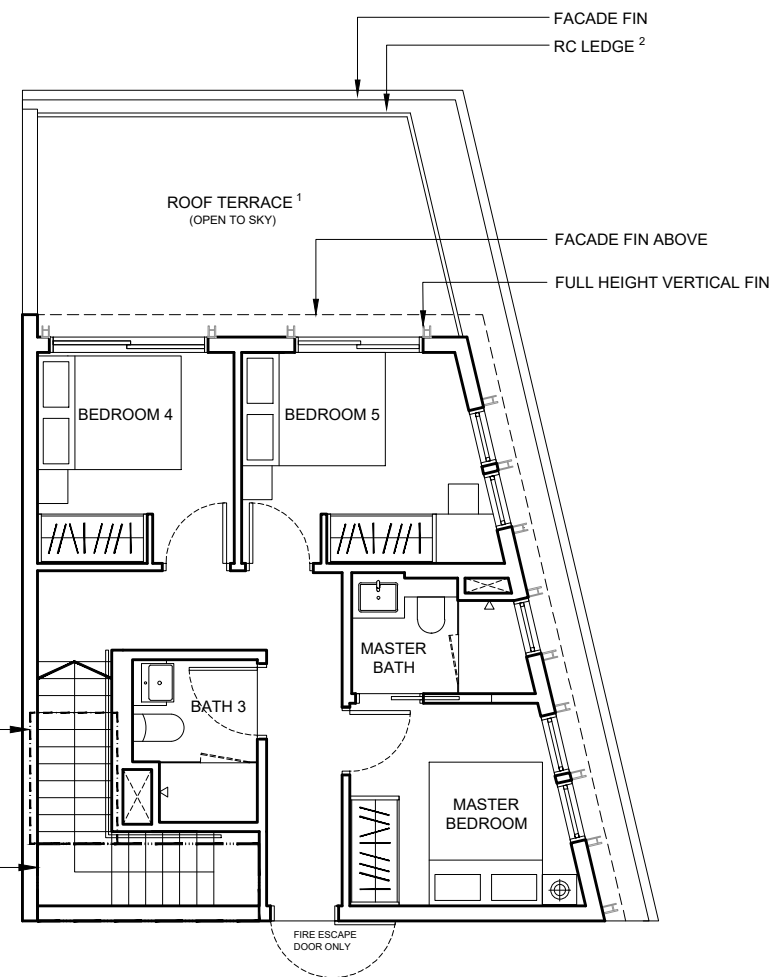 FACADE FIN
RC LEDGE 2
ROOF TERRACE 1
(OPEN TO SKY)
FACADE FIN ABOVE
FULL HEIGHT VERTICAL FIN
BEDROOM 4
BEDROOM 5
MASTER
BATH
BATH 3
MASTER
BEDROOM
FIRE ESCAPE
DOOR ONLY